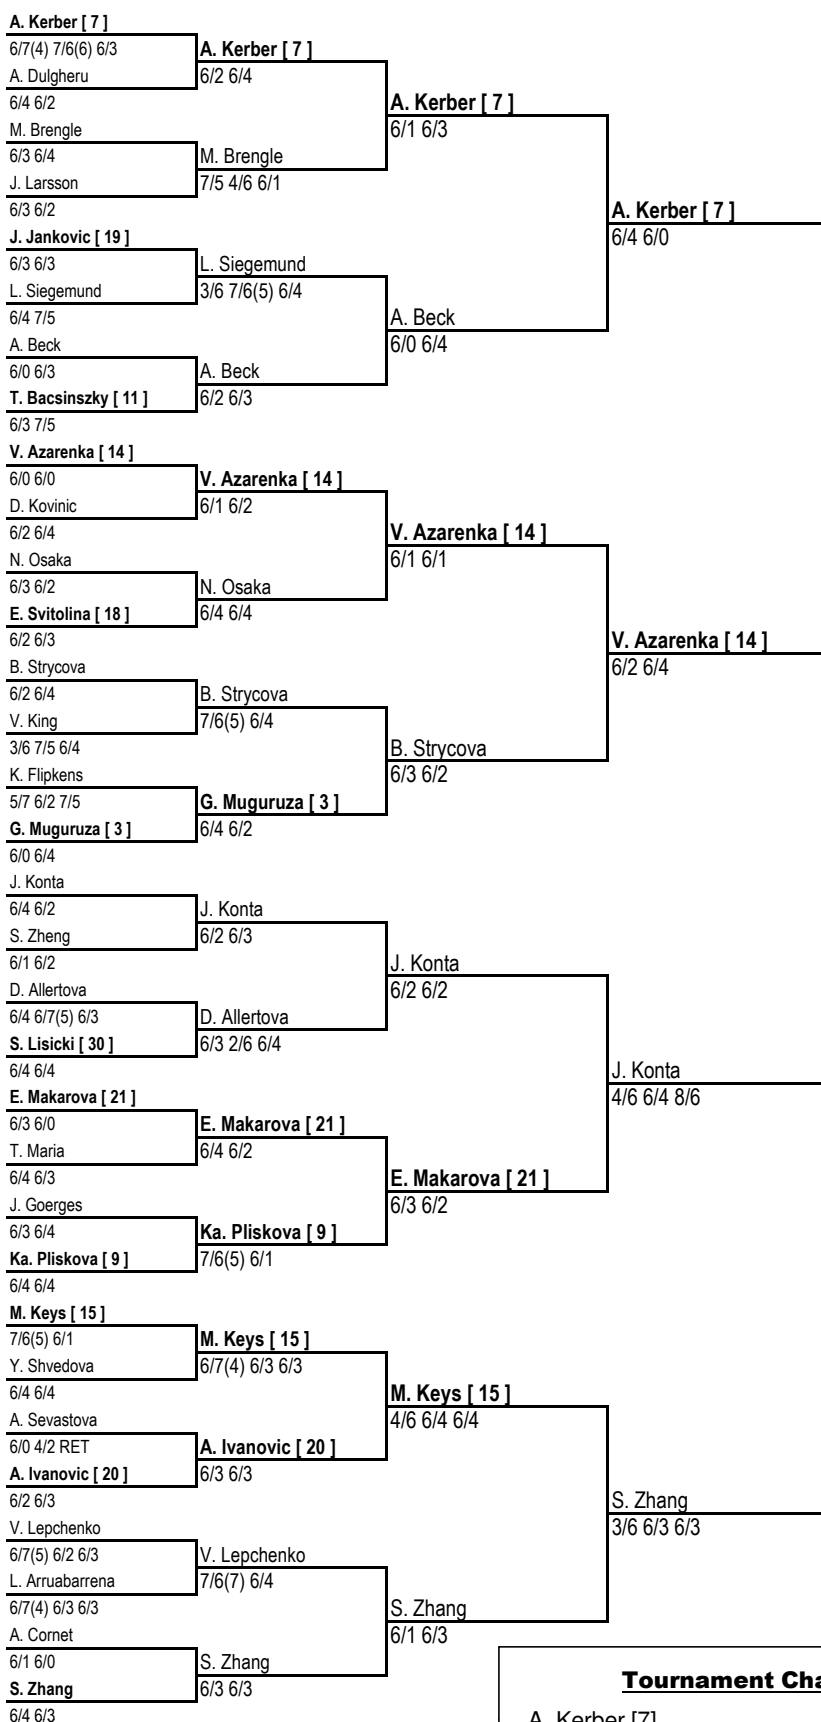 A. Kerber [ 7 ]
6/7(4) 7/6(6) 6/3
A. Dulgheru
6/4 6/2
M. Brengle
6/3 6/4
J. Larsson
6/3 6/2
J. Jankovic [ 19 ]
6/3 6/3
L. Siegemund
6/4 7/5
A. Beck
6/0 6/3
T. Bacsinszky [ 11 ]
6/3 7/5
V. Azarenka [ 14 ]
6/0 6/0
D. Kovinic
6/2 6/4
N. Osaka
6/3 6/2
E. Svitolina [ 18 ]
6/2 6/3
B. Strycova
6/2 6/4
V. King
3/6 7/5 6/4
K. Flipkens
5/7 6/2 7/5
G. Muguruza [ 3 ]
6/0 6/4
J. Konta
6/4 6/2
S. Zheng
6/1 6/2
D. Allertova
6/4 6/7(5) 6/3
S. Lisicki [ 30 ]
6/4 6/4
E. Makarova [ 21 ]
6/3 6/0
T. Maria
6/4 6/3
J. Goerges
6/3 6/4
Ka. Pliskova [ 9 ]
6/4 6/4
M. Keys [ 15 ]
7/6(5) 6/1
Y. Shvedova
6/4 6/4
A. Sevastova
6/0 4/2 RET
A. Ivanovic [ 20 ]
6/2 6/3
V. Lepchenko
6/7(5) 6/2 6/3
L. Arruabarrena
6/7(4) 6/3 6/3
A. Cornet
6/1 6/0
S. Zhang
6/4 6/3
A. Kerber [ 7 ]
6/2 6/4
M. Brengle
7/5 4/6 6/1
L. Siegemund
3/6 7/6(5) 6/4
A. Beck
6/2 6/3
V. Azarenka [ 14 ]
6/1 6/2
N. Osaka
6/4 6/4
B. Strycova
7/6(5) 6/4
G. Muguruza [ 3 ]
6/4 6/2
J. Konta
6/2 6/3
D. Allertova
6/3 2/6 6/4
E. Makarova [ 21 ]
6/4 6/2
Ka. Pliskova [ 9 ]
7/6(5) 6/1
M. Keys [ 15 ]
6/7(4) 6/3 6/3
A. Ivanovic [ 20 ]
6/3 6/3
V. Lepchenko
7/6(7) 6/4
S. Zhang
6/3 6/3
A. Kerber [ 7 ]
6/1 6/3
A. Beck
6/0 6/4
V. Azarenka [ 14 ]
6/1 6/1
B. Strycova
6/3 6/2
J. Konta
6/2 6/2
E. Makarova [ 21 ]
6/3 6/2
M. Keys [ 15 ]
4/6 6/4 6/4
S. Zhang
6/1 6/3
A. Kerber [ 7 ]
6/4 6/0
V. Azarenka [ 14 ]
6/2 6/4
J. Konta
4/6 6/4 8/6
S. Zhang
3/6 6/3 6/3
Tournament Cha
A. Kerber [7]